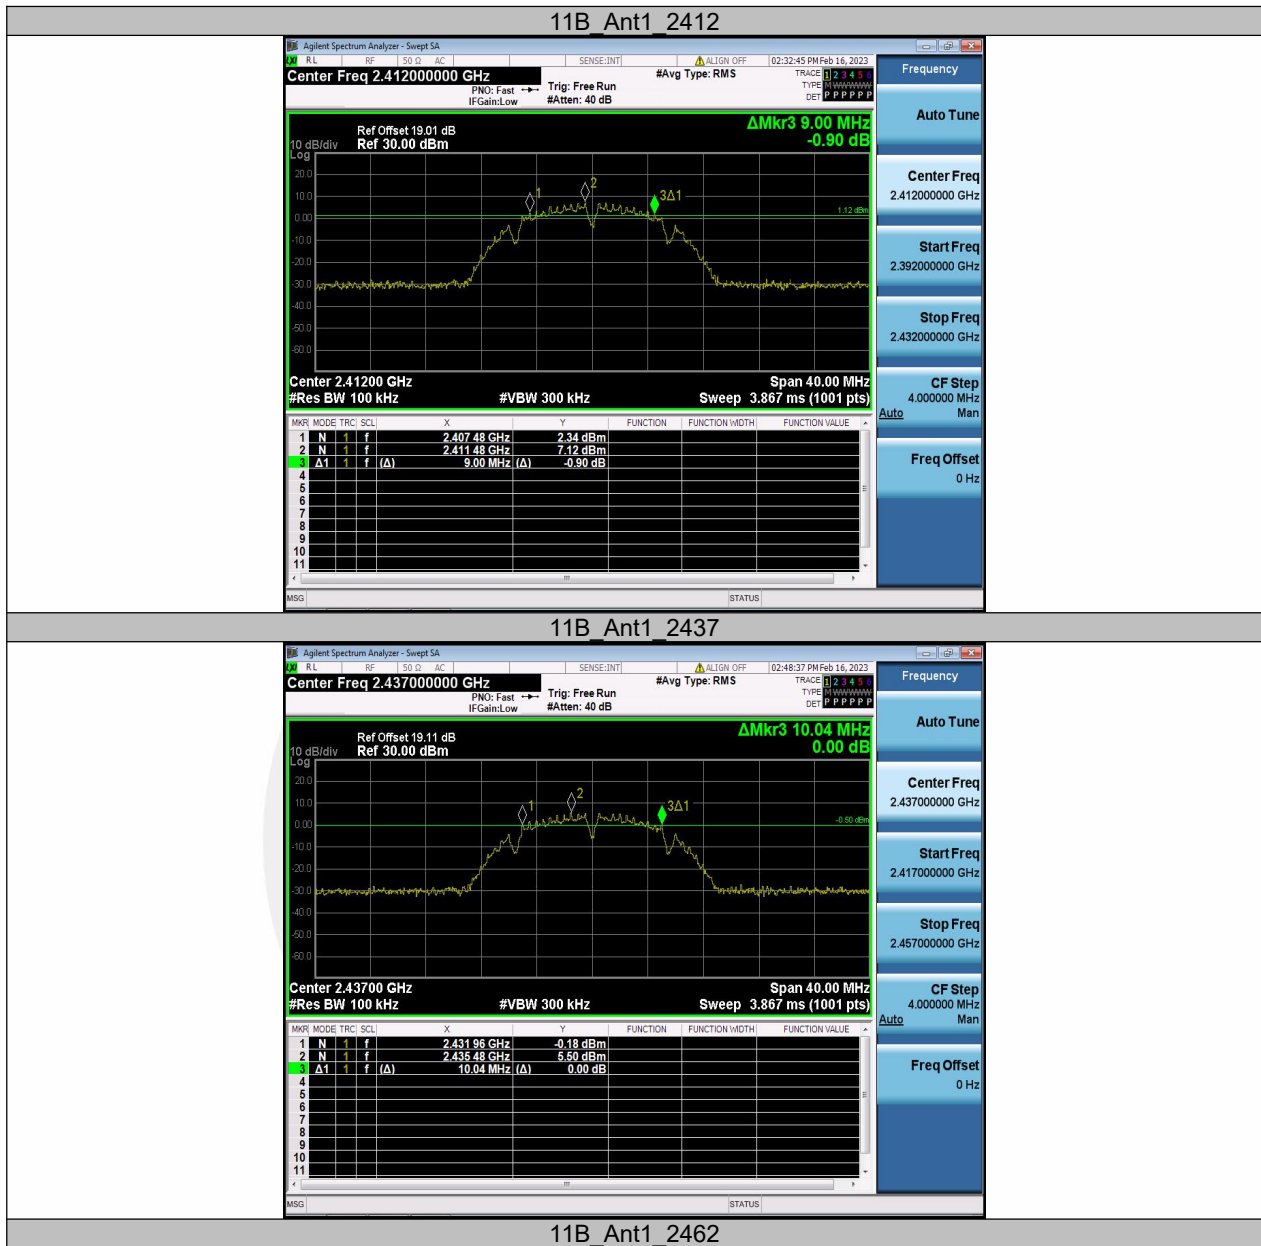 11B_Ant1_2412
Agilent Spectrum Analyzer - Swept SA
LXI RL RF 50 Ω AC SENSE:INT ALIGN OFF 02:32:45 PM Feb 16, 2023
Center Freq 2.412000000 GHz #Avg Type: RMS TRACE 1 2 3 4 5 6
PNO: Fast Trig: Free Run TYPE M WWWWW
IFGain:Low #Atten: 40 dB DET P P P P P P
Frequency
Auto Tune
Center Freq
2.412000000 GHz
Start Freq
2.392000000 GHz
Stop Freq
2.432000000 GHz
CF Step
4.000000 MHz
Auto Man
Freq Offset
0 Hz
ΔMkr3 9.00 MHz
-0.90 dB
Ref Offset 19.01 dB
10 dB/div Ref 30.00 dBm
Log
20.0
10.0
0.00
-10.0
-20.0
-30.0
-40.0
-50.0
-60.0
1
2
3Δ1
1.12 dBm
Center 2.41200 GHz Span 40.00 MHz
#Res BW 100 kHz #VBW 300 kHz Sweep 3.867 ms (1001 pts)
MKR MODE TRC SCL X Y FUNCTION FUNCTION WIDTH FUNCTION VALUE
1 N 1 f 2.407 48 GHz 2.34 dBm
2 N 1 f 2.411 48 GHz 7.12 dBm
3 Δ1 1 f (Δ) 9.00 MHz (Δ) -0.90 dB
4
5
6
7
8
9
10
11
MSG STATUS
11B_Ant1_2437
Agilent Spectrum Analyzer - Swept SA
LXI RL RF 50 Ω AC SENSE:INT ALIGN OFF 02:48:37 PM Feb 16, 2023
Center Freq 2.437000000 GHz #Avg Type: RMS TRACE 1 2 3 4 5 6
PNO: Fast Trig: Free Run TYPE M WWWWW
IFGain:Low #Atten: 40 dB DET P P P P P P
Frequency
Auto Tune
Center Freq
2.437000000 GHz
Start Freq
2.417000000 GHz
Stop Freq
2.457000000 GHz
CF Step
4.000000 MHz
Auto Man
Freq Offset
0 Hz
ΔMkr3 10.04 MHz
0.00 dB
Ref Offset 19.11 dB
10 dB/div Ref 30.00 dBm
Log
20.0
10.0
0.00
-10.0
-20.0
-30.0
-40.0
-50.0
-60.0
1
2
3Δ1
-0.50 dBm
Center 2.43700 GHz Span 40.00 MHz
#Res BW 100 kHz #VBW 300 kHz Sweep 3.867 ms (1001 pts)
MKR MODE TRC SCL X Y FUNCTION FUNCTION WIDTH FUNCTION VALUE
1 N 1 f 2.431 96 GHz -0.18 dBm
2 N 1 f 2.435 48 GHz 5.50 dBm
3 Δ1 1 f (Δ) 10.04 MHz (Δ) 0.00 dB
4
5
6
7
8
9
10
11
MSG STATUS
11B_Ant1_2462